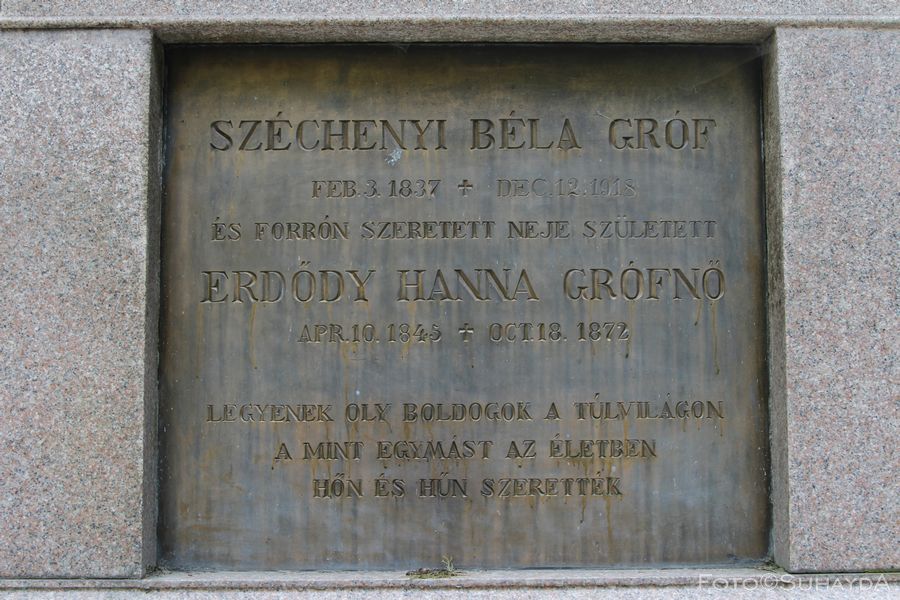 SZÉCHENYI BÉLA GRÓF
FEB. 3. 1837 ✝ DEC. 12. 1918
ÉS FORRÓN SZERETETT NEJE SZÜLETETT
ERDŐDY HANNA GRÓFNŐ
APR. 10. 1845 ✝ OCT. 18. 1872
LEGYENEK OLY BOLDOGOK A TÚLVILÁGON
A MINT EGYMÁST AZ ÉLETBEN
HŐN ÉS HŰN SZERETTÉK
FOTO©SUHAYDA